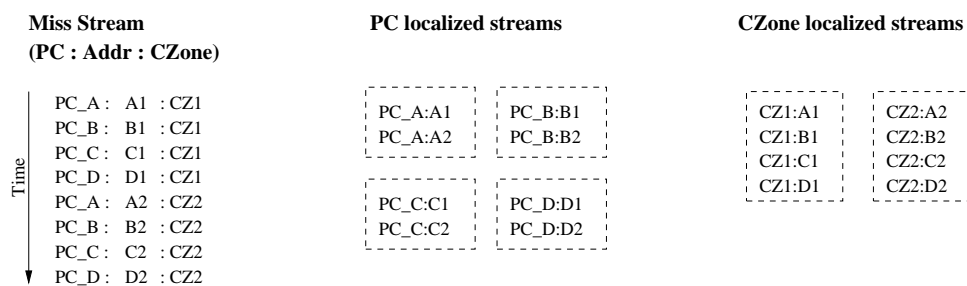 Miss Stream
(PC : Addr : CZone)
Time
PC_A : A1 : CZ1
PC_B : B1 : CZ1
PC_C : C1 : CZ1
PC_D : D1 : CZ1
PC_A : A2 : CZ2
PC_B : B2 : CZ2
PC_C : C2 : CZ2
PC_D : D2 : CZ2
PC localized streams
PC_A:A1
PC_A:A2
PC_B:B1
PC_B:B2
PC_C:C1
PC_C:C2
PC_D:D1
PC_D:D2
CZone localized streams
CZ1:A1
CZ1:B1
CZ1:C1
CZ1:D1
CZ2:A2
CZ2:B2
CZ2:C2
CZ2:D2